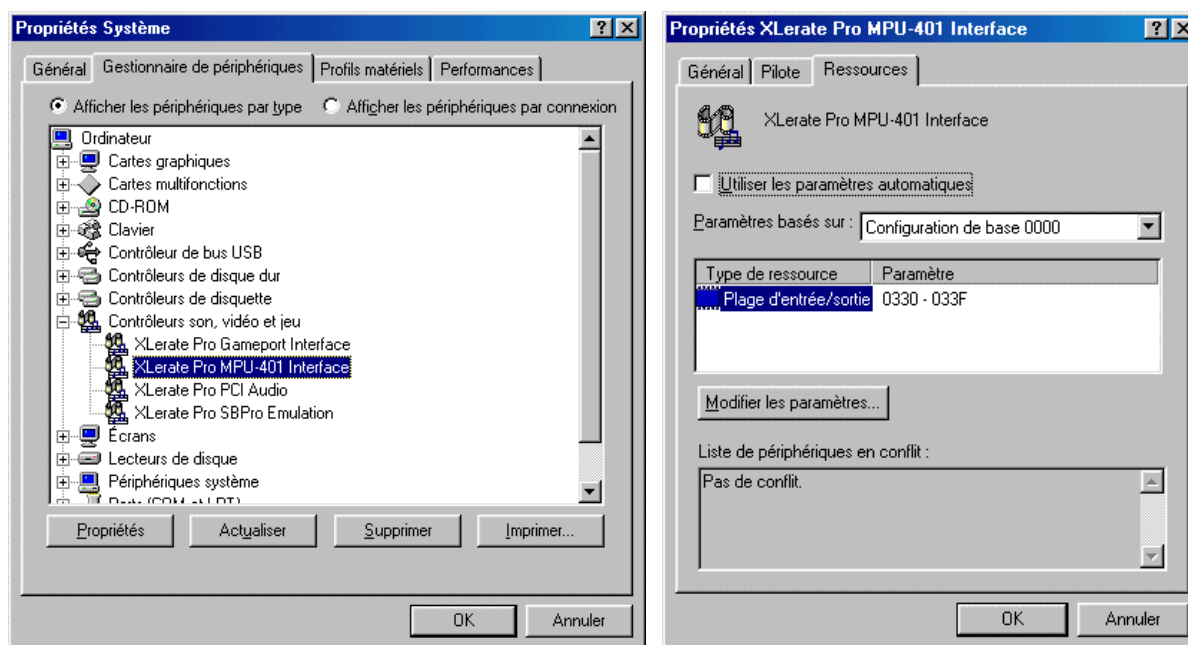 Propriétés Système
Général Gestionnaire de périphériques Profils matériels Performances
Afficher les périphériques par type Afficher les périphériques par connexion
Ordinateur
Cartes graphiques
Cartes multifonctions
CD-ROM
Clavier
Contrôleur de bus USB
Contrôleurs de disque dur
Contrôleurs de disquette
Contrôleurs son, vidéo et jeu
XLerate Pro Gameport Interface
XLerate Pro MPU-401 Interface
XLerate Pro PCI Audio
XLerate Pro SBPro Emulation
Écrans
Lecteurs de disque
Périphériques système
Ports (COM et LPT)
Propriétés Actualiser Supprimer Imprimer...
OK Annuler
Propriétés XLerate Pro MPU-401 Interface
Général Pilote Ressources
XLerate Pro MPU-401 Interface
Utiliser les paramètres automatiques
Paramètres basés sur : Configuration de base 0000
Type de ressource Paramètre
Plage d'entrée/sortie 0330 - 033F
Modifier les paramètres...
Liste de périphériques en conflit :
Pas de conflit.
OK Annuler